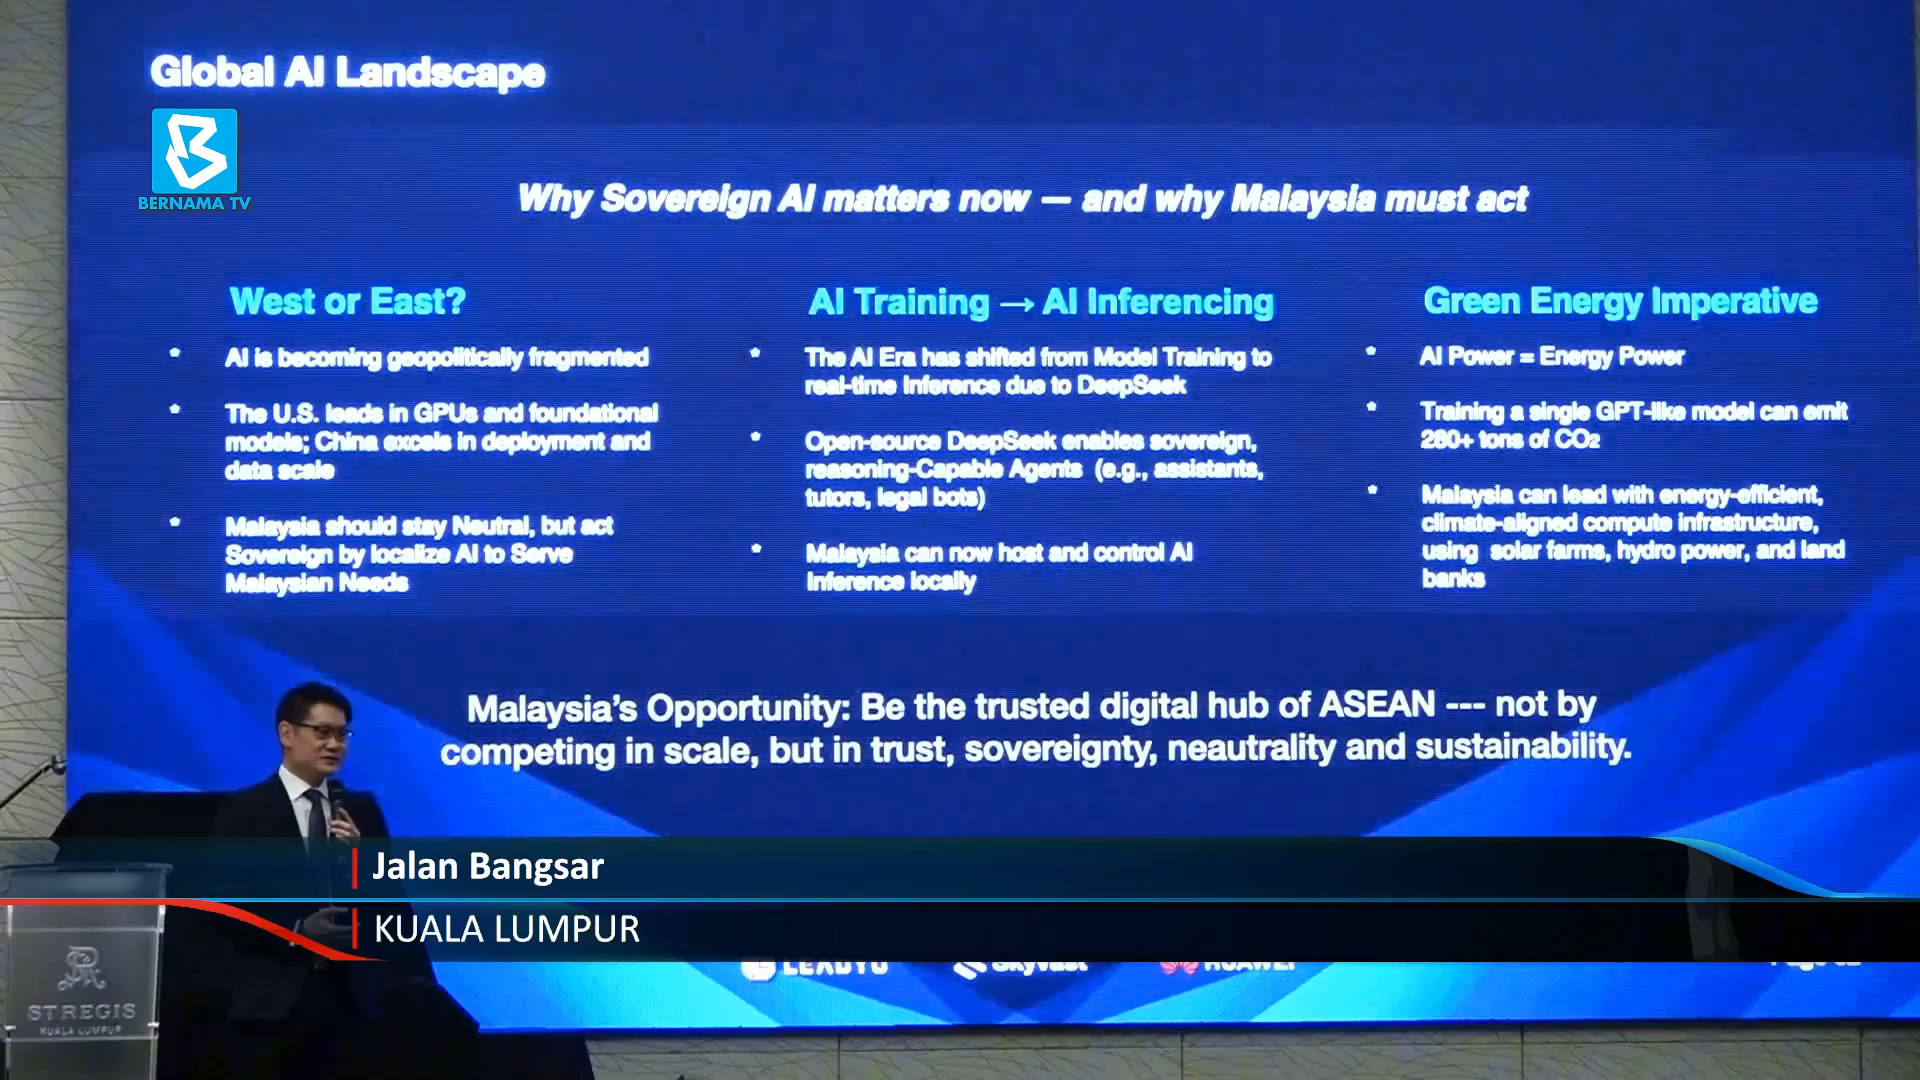 Global AI Landscape
BERNAMA TV
Why Sovereign AI matters now — and why Malaysia must act
West or East?
• AI is becoming geopolitically fragmented
• The U.S. leads in GPUs and foundational
models; China excels in deployment and
data scale
• Malaysia should stay Neutral, but act
Sovereign by localize AI to Serve
Malaysian Needs
AI Training → AI Inferencing
• The AI Era has shifted from Model Training to
real-time Inference due to DeepSeek
• Open-source DeepSeek enables sovereign,
reasoning-Capable Agents (e.g., assistants,
tutors, legal bots)
• Malaysia can now host and control AI
Inference locally
Green Energy Imperative
• AI Power = Energy Power
• Training a single GPT-like model can emit
280+ tons of CO2
• Malaysia can lead with energy-efficient,
climate-aligned compute infrastructure,
using solar farms, hydro power, and land
banks
Malaysia's Opportunity: Be the trusted digital hub of ASEAN --- not by
competing in scale, but in trust, sovereignty, neautrality and sustainability.
Jalan Bangsar
KUALA LUMPUR
Skyvast
HUAWEI
ST REGIS
KUALA LUMPUR